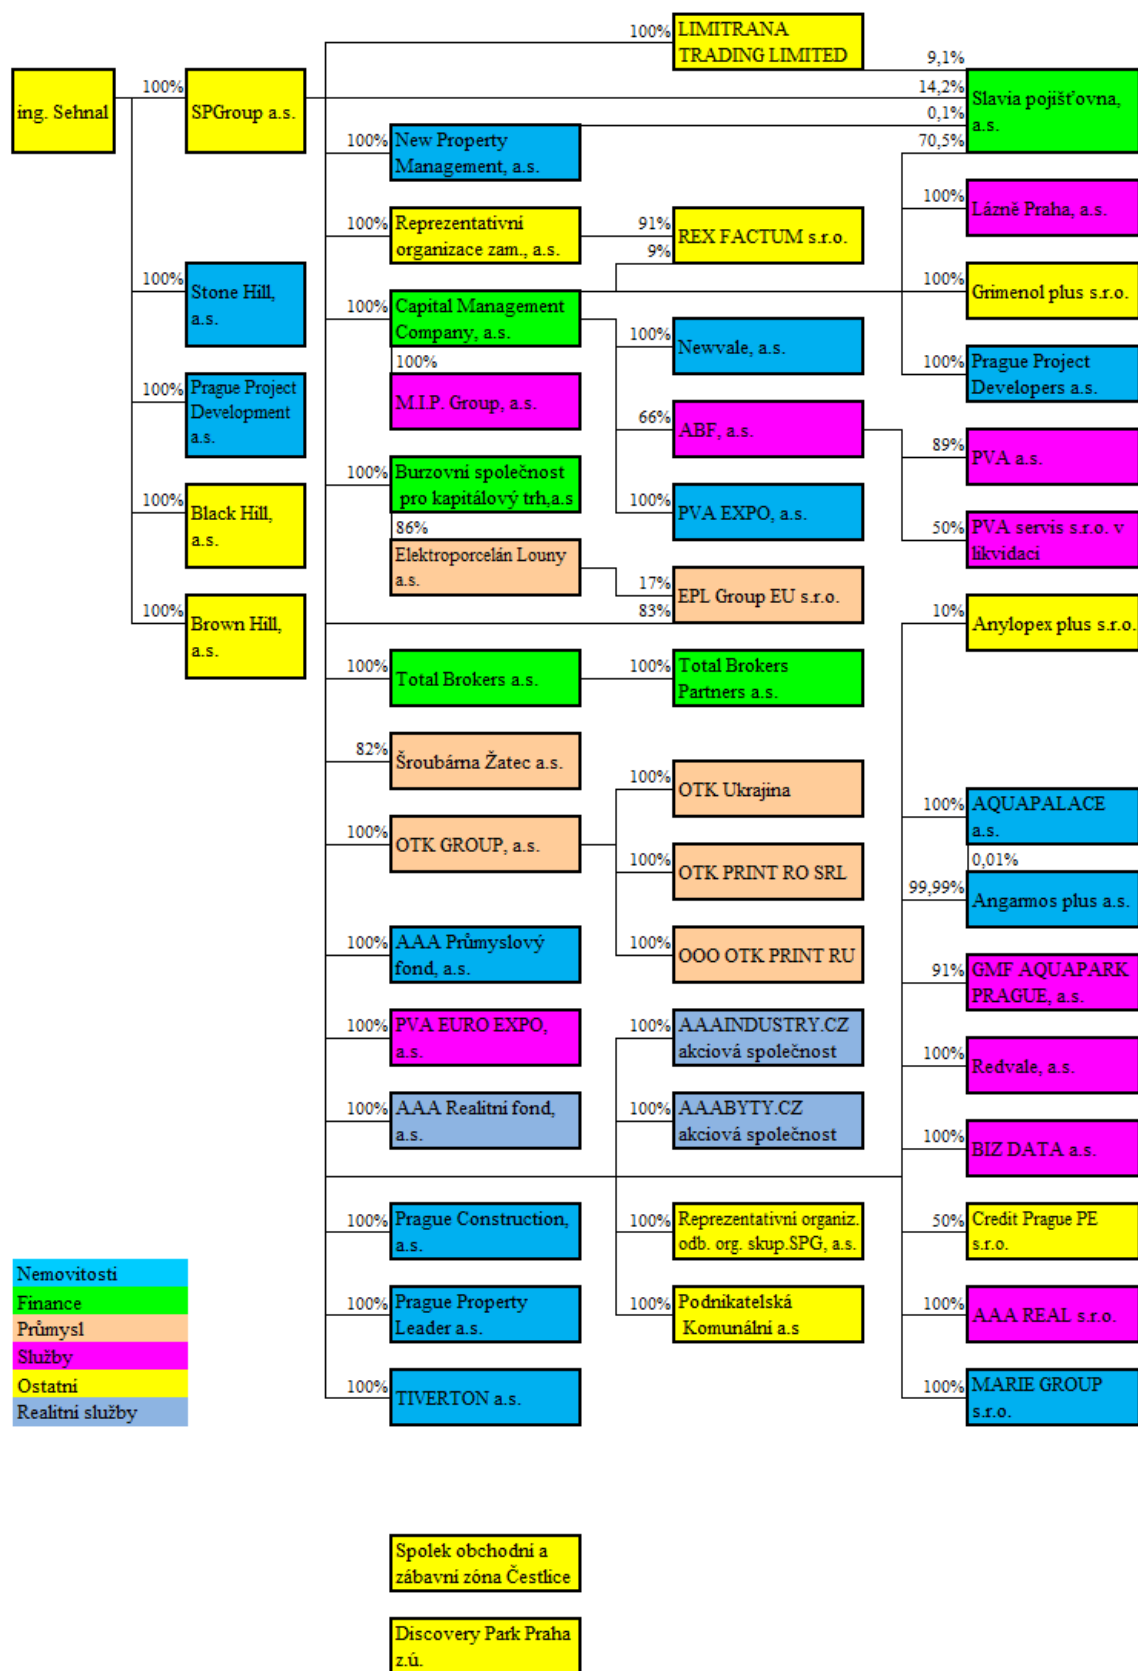 100% LIMITRANA
TRADING LIMITED
9,1%
ing. Sehnal
100% SPGroup a.s.
14,2% Slavia pojišťovna,
a.s.
0,1%
70,5%
100% New Property
Management, a.s.
100% Lázně Praha, a.s.
100% Reprezentativní
organizace zam., a.s.
91% REX FACTUM s.r.o.
9%
100% Stone Hill,
a.s.
100% Capital Management
Company, a.s.
100% Grimenol plus s.r.o.
100% Newvale, a.s.
100% Prague Project
Developers a.s.
100% Prague Project
Development
a.s.
100%
M.I.P. Group, a.s.
66% ABF, a.s.
89% PVA a.s.
100% Burzovní společnost
pro kapitálový trh,a.s
100% Black Hill,
a.s.
100% PVA EXPO, a.s.
50% PVA servis s.r.o. v
likvidaci
86%
Elektroporcelán Louny
a.s.
17% EPL Group EU s.r.o.
83%
100% Brown Hill,
a.s.
10% Anylopex plus s.r.o.
100% Total Brokers a.s.
100% Total Brokers
Partners a.s.
82% Šroubárna Žatec a.s.
100% OTK Ukrajina
100% AQUAPALACE
a.s.
100% OTK GROUP, a.s.
100% OTK PRINT RO SRL
0,01%
99,99% Angarmos plus a.s.
100% AAA Průmyslový
fond, a.s.
100% OOO OTK PRINT RU
91% GMF AQUAPARK
PRAGUE, a.s.
100% PVA EURO EXPO,
a.s.
100% AAAINDUSTRY.CZ
akciová společnost
100% Redvale, a.s.
100% AAA Realitní fond,
a.s.
100% AAABYTY.CZ
akciová společnost
100% BIZ DATA a.s.
100% Prague Construction,
a.s.
100% Reprezentativní organiz.
odb. org. skup.SPG, a.s.
50% Credit Prague PE
s.r.o.
100% Prague Property
Leader a.s.
100% Podnikatelská
Komunální a.s
100% AAA REAL s.r.o.
100% TIVERTON a.s.
100% MARIE GROUP
s.r.o.
Nemovitosti
Finance
Průmysl
Služby
Ostatní
Realitní služby
Spolek obchodní a
zábavní zóna Čestlice
Discovery Park Praha
z.ú.